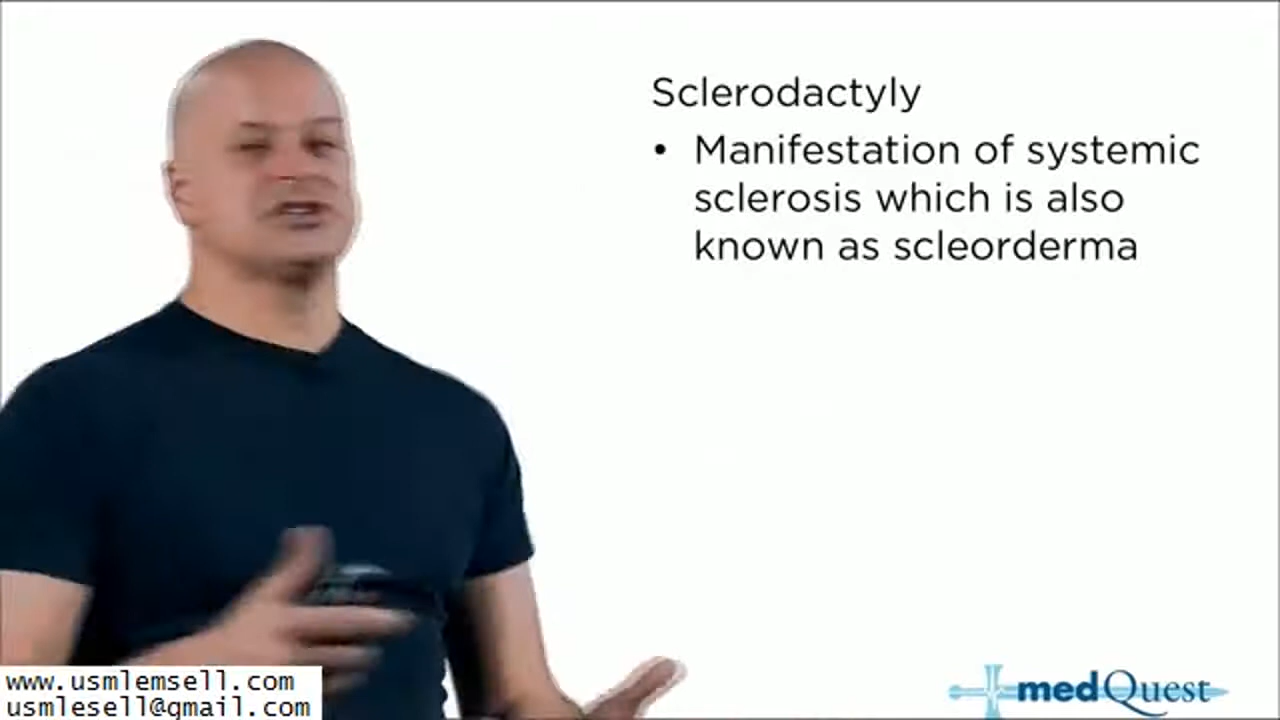 Sclerodactyly
• Manifestation of systemic
sclerosis which is also
known as scleorderma
www.usmlemsell.com
usmlesell@gmail.com
medQuest